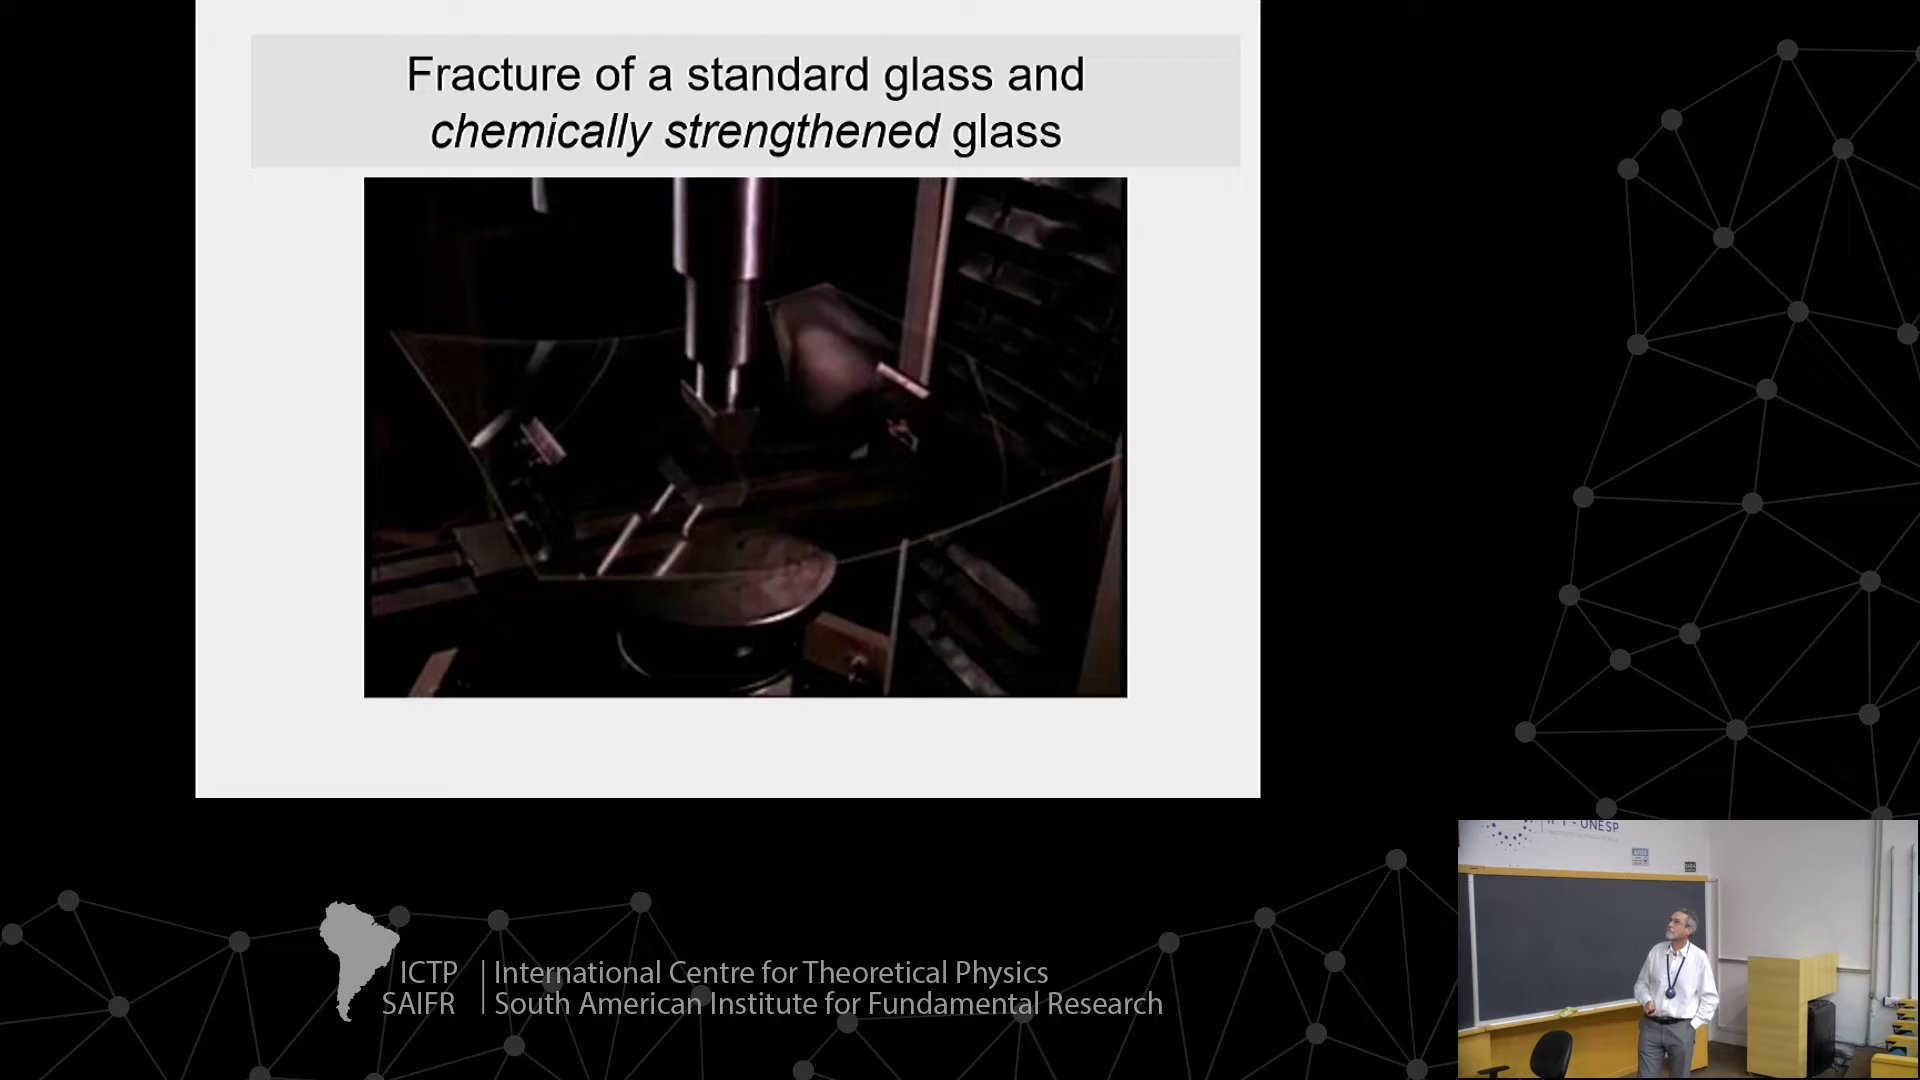 Fracture of a standard glass and
chemically strengthened glass
ICTP
SAIFR
International Centre for Theoretical Physics
South American Institute for Fundamental Research
- UNESP